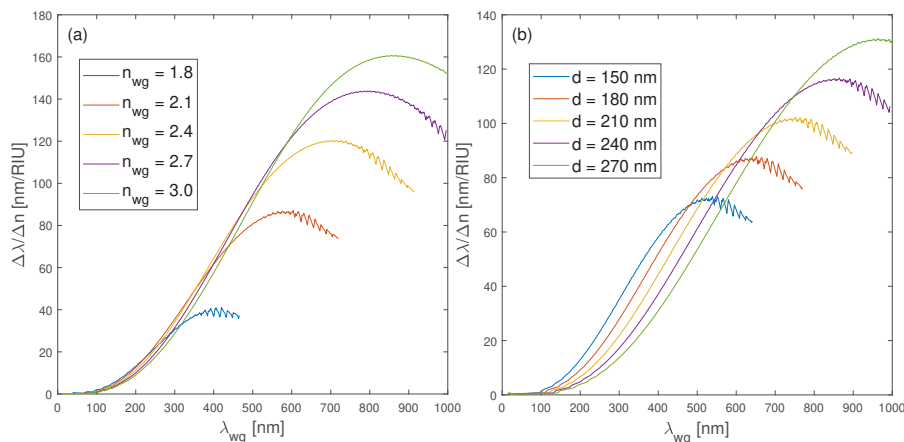 (a)
n_wg = 1.8
n_wg = 2.1
n_wg = 2.4
n_wg = 2.7
n_wg = 3.0
Δλ/Δn [nm/RIU]
0 20 40 60 80 100 120 140 160
0 100 200 300 400 500 600 700 800 900 1000
λ_wg [nm]
(b)
d = 150 nm
d = 180 nm
d = 210 nm
d = 240 nm
d = 270 nm
Δλ/Δn [nm/RIU]
0 20 40 60 80 100 120 140
0 100 200 300 400 500 600 700 800 900 1000
λ_wg [nm]